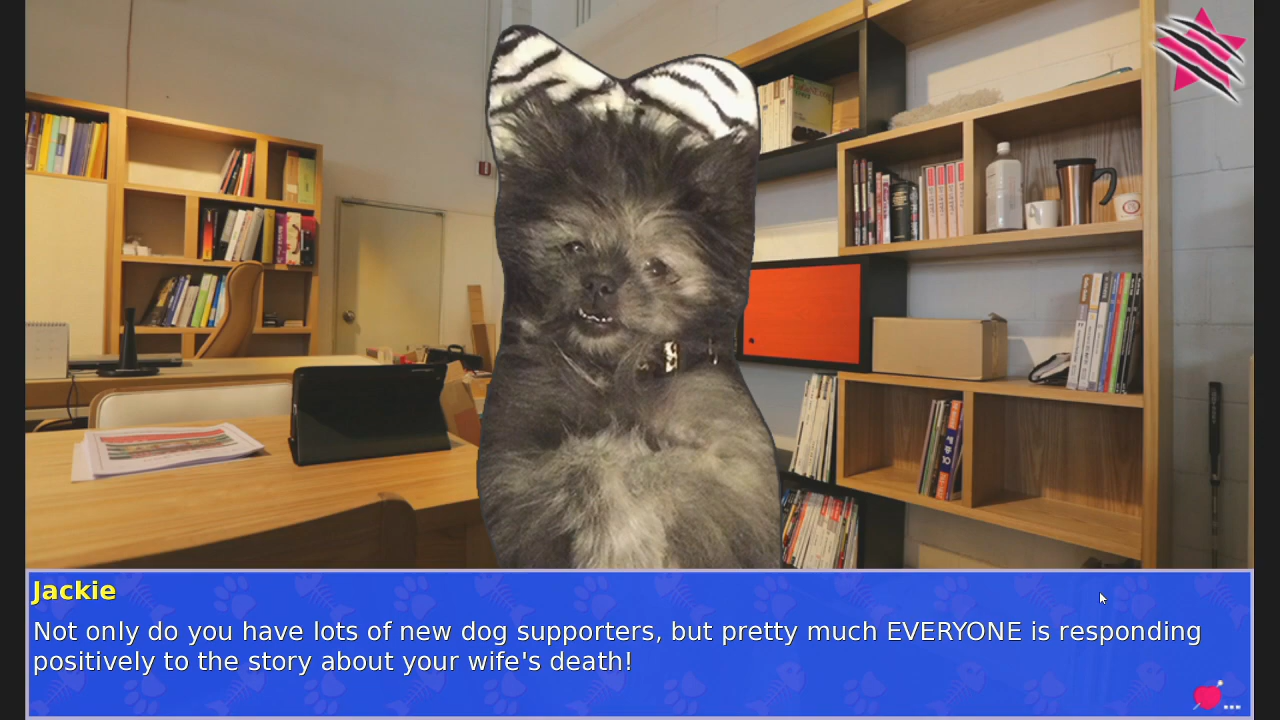 Jackie
Not only do you have lots of new dog supporters, but pretty much EVERYONE is responding
positively to the story about your wife's death!